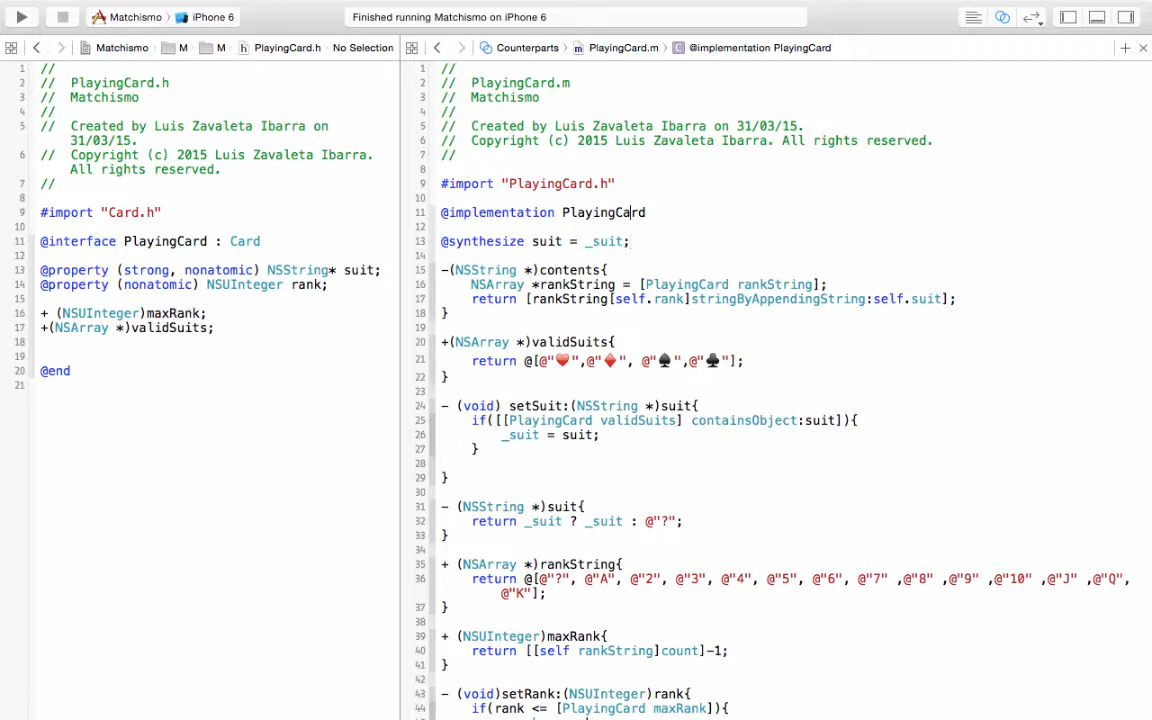 Matchismo › iPhone 6
Finished running Matchismo on iPhone 6
Matchismo › M › M › PlayingCard.h No Selection
Counterparts › PlayingCard.m › @implementation PlayingCard
1 //
2 // PlayingCard.h
3 // Matchismo
4 //
5 // Created by Luis Zavaleta Ibarra on
31/03/15.
6 // Copyright (c) 2015 Luis Zavaleta Ibarra.
All rights reserved.
7 //
8
9 #import "Card.h"
10
11 @interface PlayingCard : Card
12
13 @property (strong, nonatomic) NSString* suit;
14 @property (nonatomic) NSUInteger rank;
15
16 + (NSUInteger)maxRank;
17 +(NSArray *)validSuits;
18
19
20 @end
21
1 //
2 // PlayingCard.m
3 // Matchismo
4 //
5 // Created by Luis Zavaleta Ibarra on 31/03/15.
6 // Copyright (c) 2015 Luis Zavaleta Ibarra. All rights reserved.
7 //
8
9 #import "PlayingCard.h"
10
11 @implementation PlayingCard
12
13 @synthesize suit = _suit;
14
15 -(NSString *)contents{
16 NSArray *rankString = [PlayingCard rankString];
17 return [rankString[self.rank]stringByAppendingString:self.suit];
18 }
19
20 +(NSArray *)validSuits{
21 return @[@"♥",@"♦", @"♠",@"♣"];
22 }
23
24 - (void) setSuit:(NSString *)suit{
25 if([[PlayingCard validSuits] containsObject:suit]){
26 _suit = suit;
27 }
28
29 }
30
31 - (NSString *)suit{
32 return _suit ? _suit : @"?";
33 }
34
35 + (NSArray *)rankString{
36 return @[@"?", @"A", @"2", @"3", @"4", @"5", @"6", @"7" ,@"8" ,@"9" ,@"10" ,@"J" ,@"Q",
@"K"];
37 }
38
39 + (NSUInteger)maxRank{
40 return [[self rankString]count]-1;
41 }
42
43 - (void)setRank:(NSUInteger)rank{
44 if(rank <= [PlayingCard maxRank]){